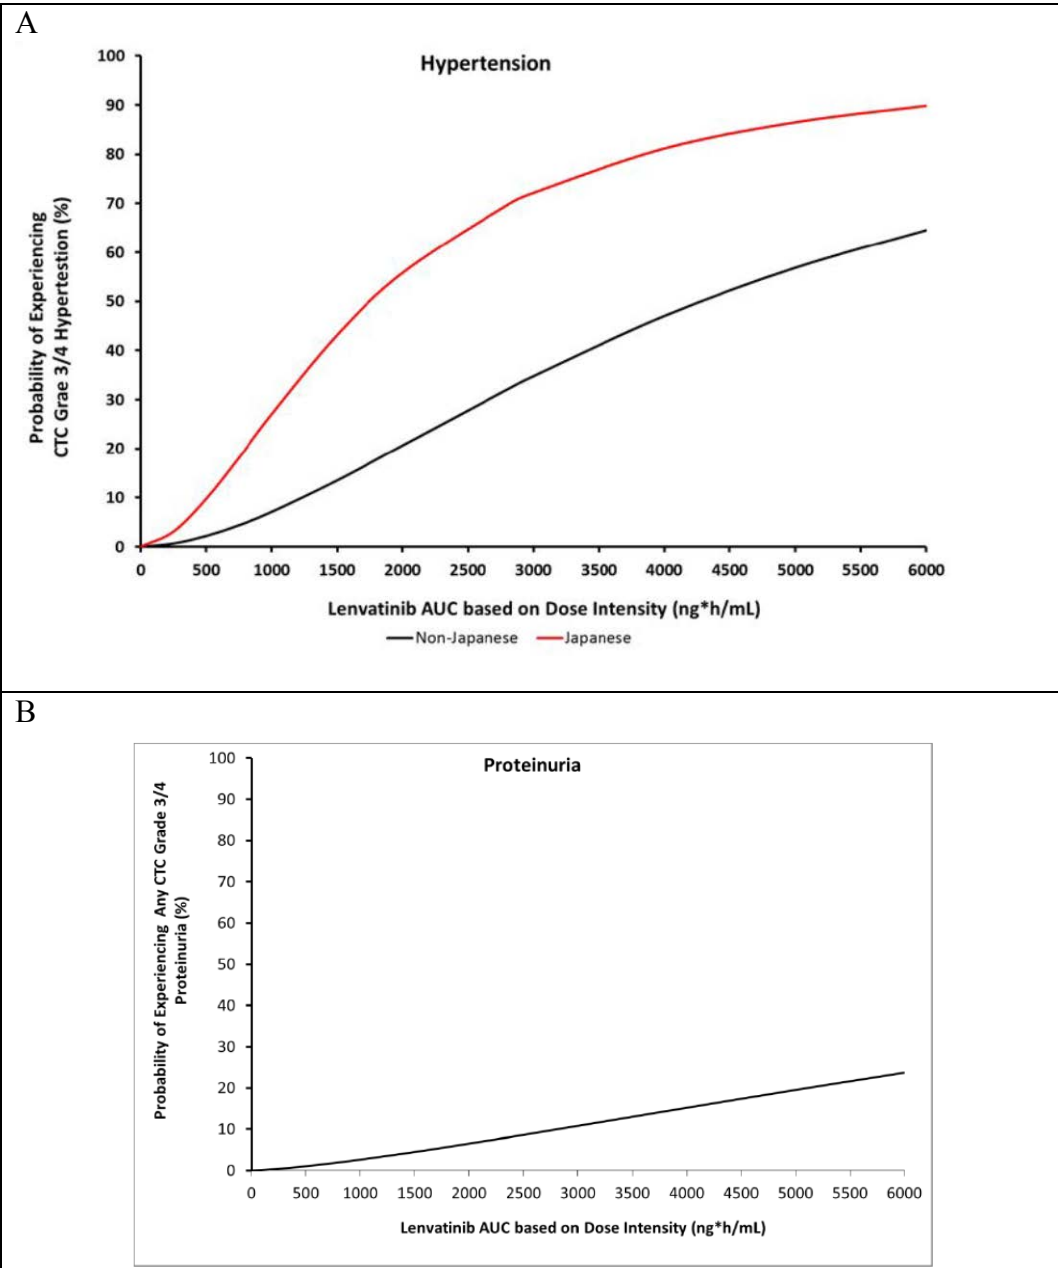 A
Hypertension
100
90
80
70
60
50
40
30
20
10
0
Probability of Experiencing
CTC Grae 3/4 Hypertestion (%)
0 500 1000 1500 2000 2500 3000 3500 4000 4500 5000 5500 6000
Lenvatinib AUC based on Dose Intensity (ng*h/mL)
Non-Japanese Japanese
B
Proteinuria
100
90
80
70
60
50
40
30
20
10
0
Probability of Experiencing Any CTC Grade 3/4
Proteinuria (%)
0 500 1000 1500 2000 2500 3000 3500 4000 4500 5000 5500 6000
Lenvatinib AUC based on Dose Intensity (ng*h/mL)